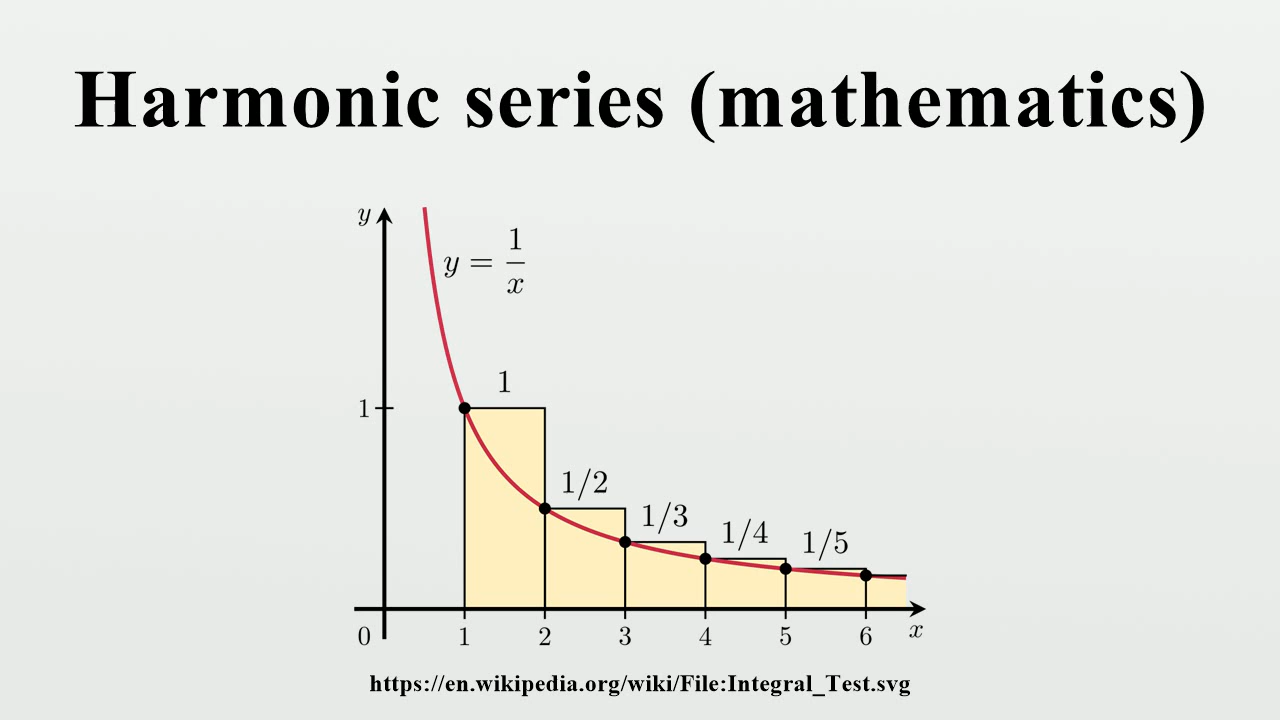 Harmonic series (mathematics)
y
y = 1/x
1
1
1/2
1/3
1/4
1/5
0 1 2 3 4 5 6 x
https://en.wikipedia.org/wiki/File:Integral_Test.svg